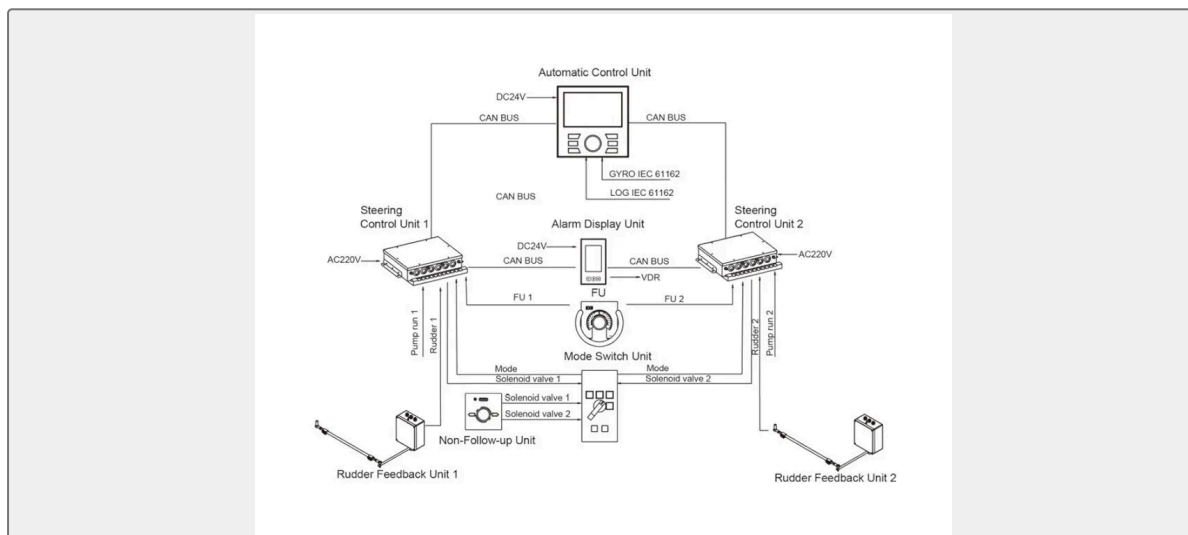 Automatic Control Unit
DC24V
CAN BUS
CAN BUS
GYRO IEC 61162
LOG IEC 61162
CAN BUS
Steering
Control Unit 1
Alarm Display Unit
Steering
Control Unit 2
DC24V
AC220V
CAN BUS
CAN BUS
AC220V
VDR
FU
FU 1
FU 2
Pump run 1
Rudder 1
Rudder 2
Pump run 2
Mode Switch Unit
Mode
Mode
Solenoid valve 1
Solenoid valve 2
Solenoid valve 1
Solenoid valve 2
Non-Follow-up Unit
Rudder Feedback Unit 1
Rudder Feedback Unit 2